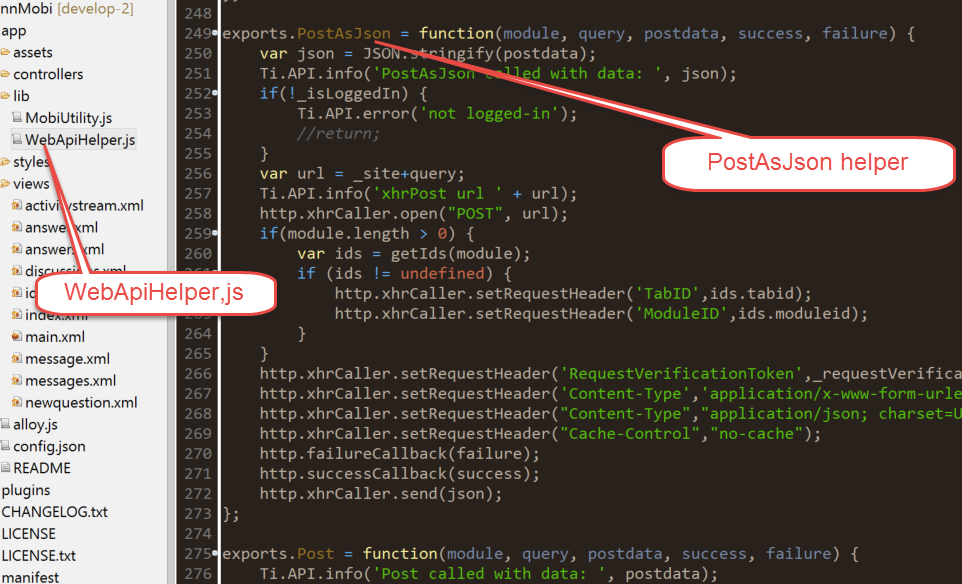 nnMobi [develop-2]
app
assets
controllers
lib
MobiUtility.js
WebApiHelper.js
styles
views
activitystream.xml
answer.xml
answers.xml
discussions.xml
index.xml
main.xml
message.xml
messages.xml
newquestion.xml
alloy.js
config.json
README
plugins
CHANGELOG.txt
LICENSE
LICENSE.txt
manifest
WebApiHelper,js
PostAsJson helper
248
249 exports.PostAsJson = function(module, query, postdata, success, failure) {
250 var json = JSON.stringify(postdata);
251 Ti.API.info('PostAsJson called with data: ', json);
252 if(!_isLoggedIn) {
253 Ti.API.error('not logged-in');
254 //return;
255 }
256 var url = _site+query;
257 Ti.API.info('xhrPost url ' + url);
258 http.xhrCaller.open("POST", url);
259 if(module.length > 0) {
260 var ids = getIds(module);
261 if (ids != undefined) {
http.xhrCaller.setRequestHeader('TabID',ids.tabid);
263 http.xhrCaller.setRequestHeader('ModuleID',ids.moduleid);
264 }
265 }
266 http.xhrCaller.setRequestHeader('RequestVerificationToken',_requestVerifica
267 http.xhrCaller.setRequestHeader('Content-Type','application/x-www-form-urle
268 http.xhrCaller.setRequestHeader("Content-Type","application/json; charset=U
269 http.xhrCaller.setRequestHeader("Cache-Control","no-cache");
270 http.failureCallback(failure);
271 http.successCallback(success);
272 http.xhrCaller.send(json);
273 };
274
275 exports.Post = function(module, query, postdata, success, failure) {
276 Ti.API.info('Post called with data: ', postdata);